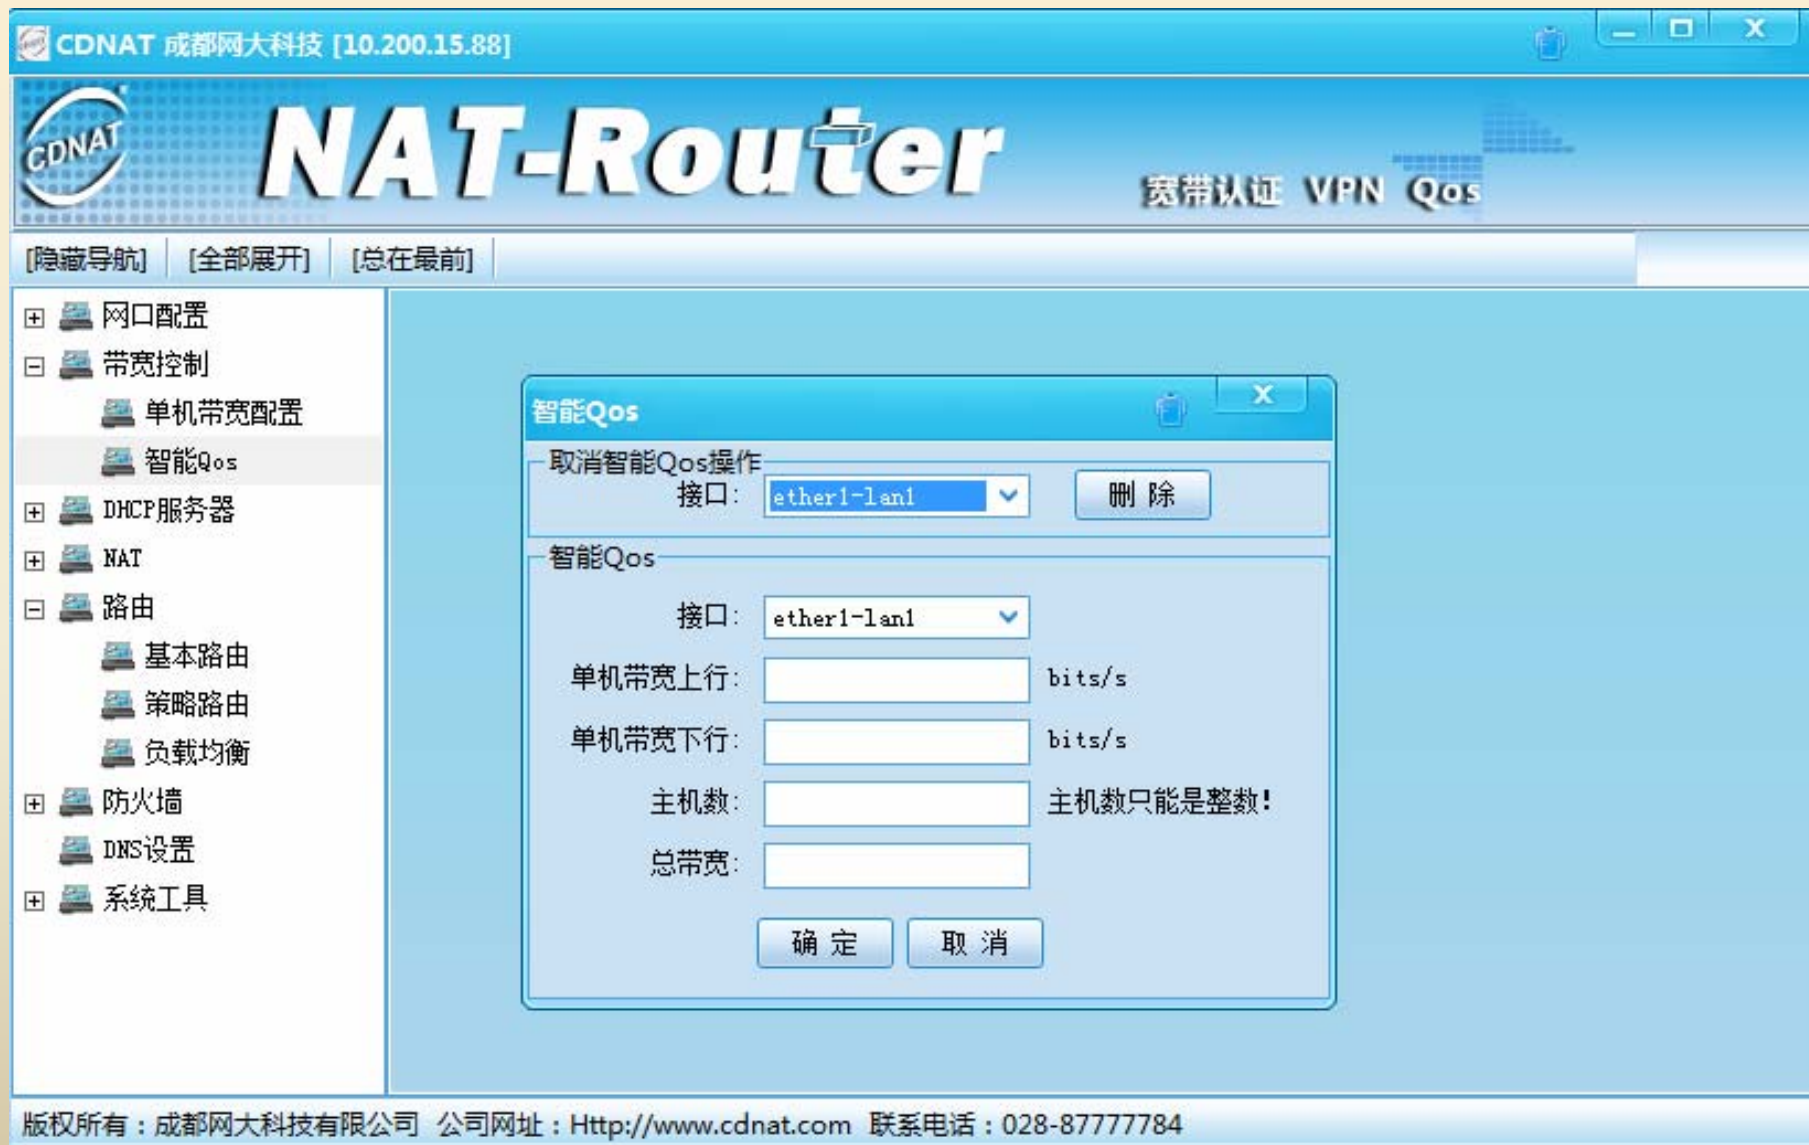 CDNAT 成都网大科技 [10.200.15.88]
CDNAT
NAT-Router
宽带认证 VPN Qos
[隐藏导航] [全部展开] [总在最前]
网口配置
带宽控制
单机带宽配置
智能Qos
DHCP服务器
NAT
路由
基本路由
策略路由
负载均衡
防火墙
DNS设置
系统工具
智能Qos
取消智能Qos操作
接口: ether1-lan1 删 除
智能Qos
接口: ether1-lan1
单机带宽上行: bits/s
单机带宽下行: bits/s
主机数: 主机数只能是整数!
总带宽:
确 定 取 消
版权所有：成都网大科技有限公司 公司网址：Http://www.cdnat.com 联系电话：028-87777784